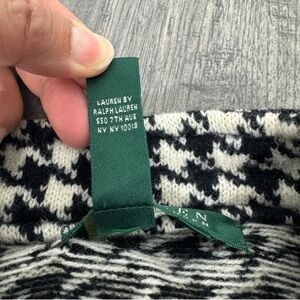 LAUREN BY
RALPH LAUREN
550 7TH AVE
NY NY 10018